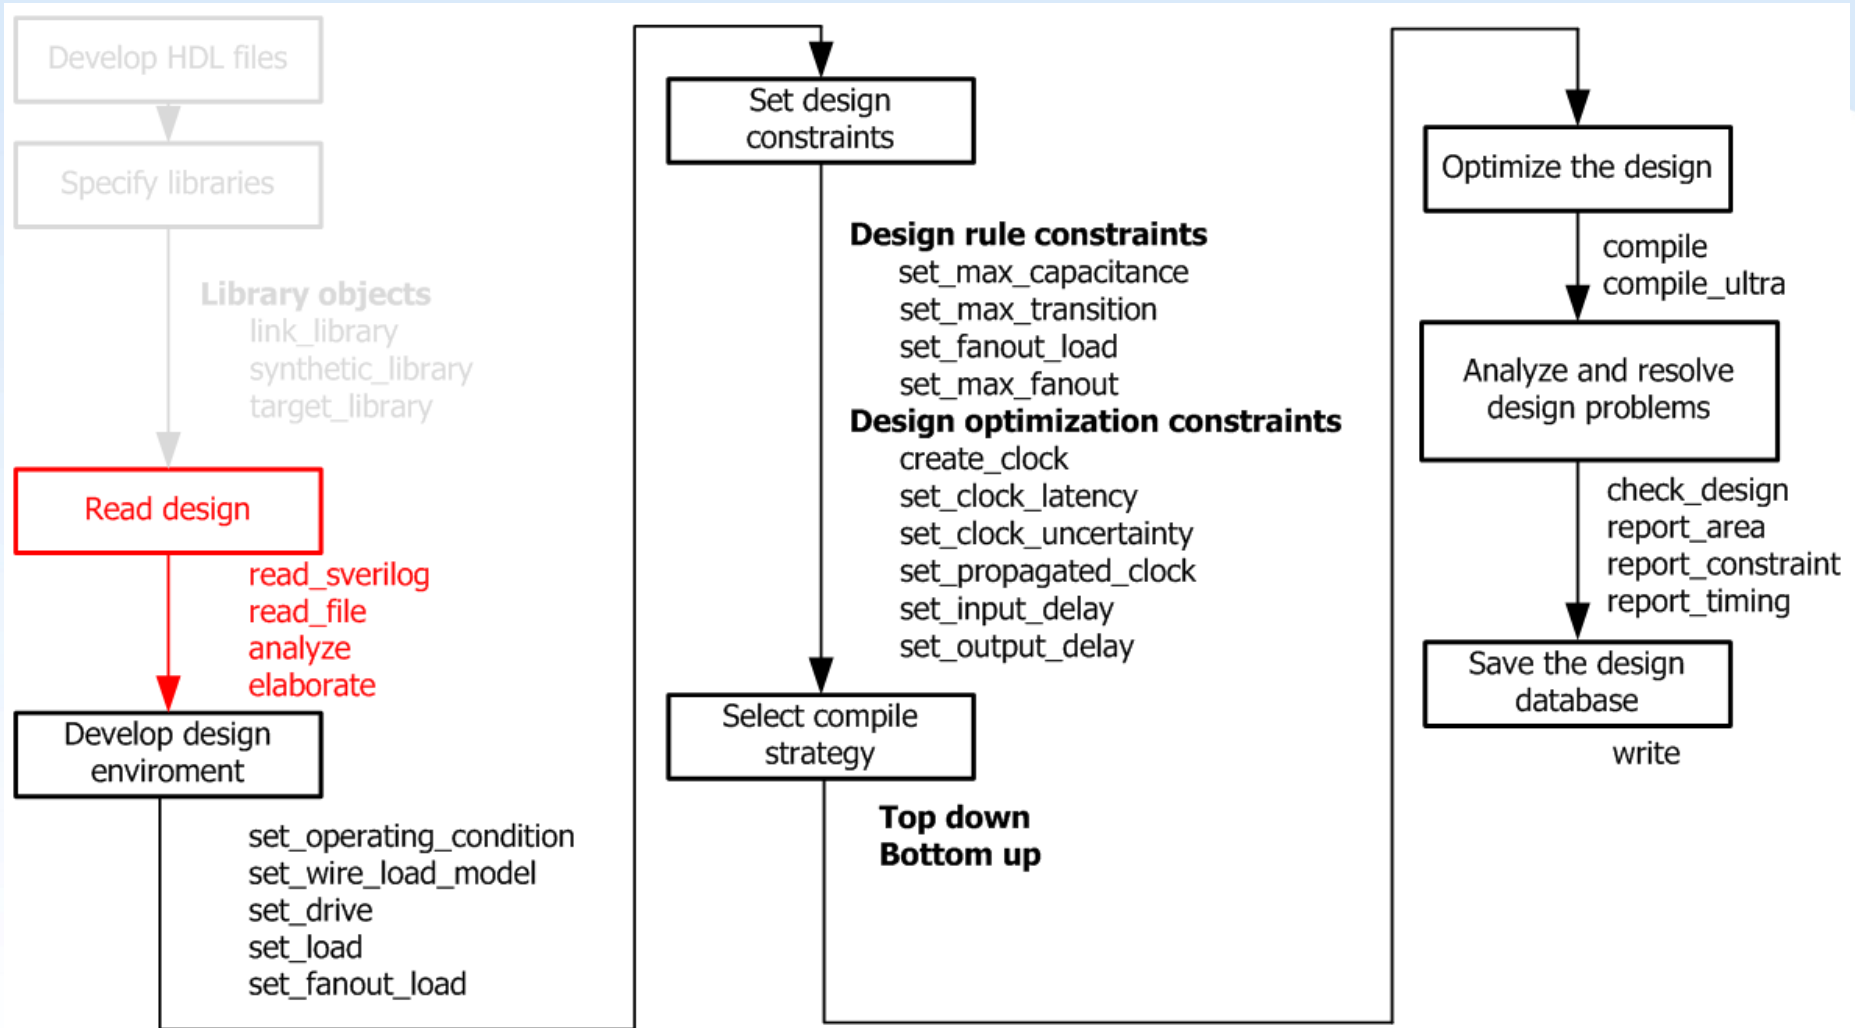 Develop HDL files
Specify libraries
Library objects
link_library
synthetic_library
target_library
Read design
read_sverilog
read_file
analyze
elaborate
Develop design
enviroment
set_operating_condition
set_wire_load_model
set_drive
set_load
set_fanout_load
Set design
constraints
Design rule constraints
set_max_capacitance
set_max_transition
set_fanout_load
set_max_fanout
Design optimization constraints
create_clock
set_clock_latency
set_clock_uncertainty
set_propagated_clock
set_input_delay
set_output_delay
Select compile
strategy
Top down
Bottom up
Optimize the design
compile
compile_ultra
Analyze and resolve
design problems
check_design
report_area
report_constraint
report_timing
Save the design
database
write